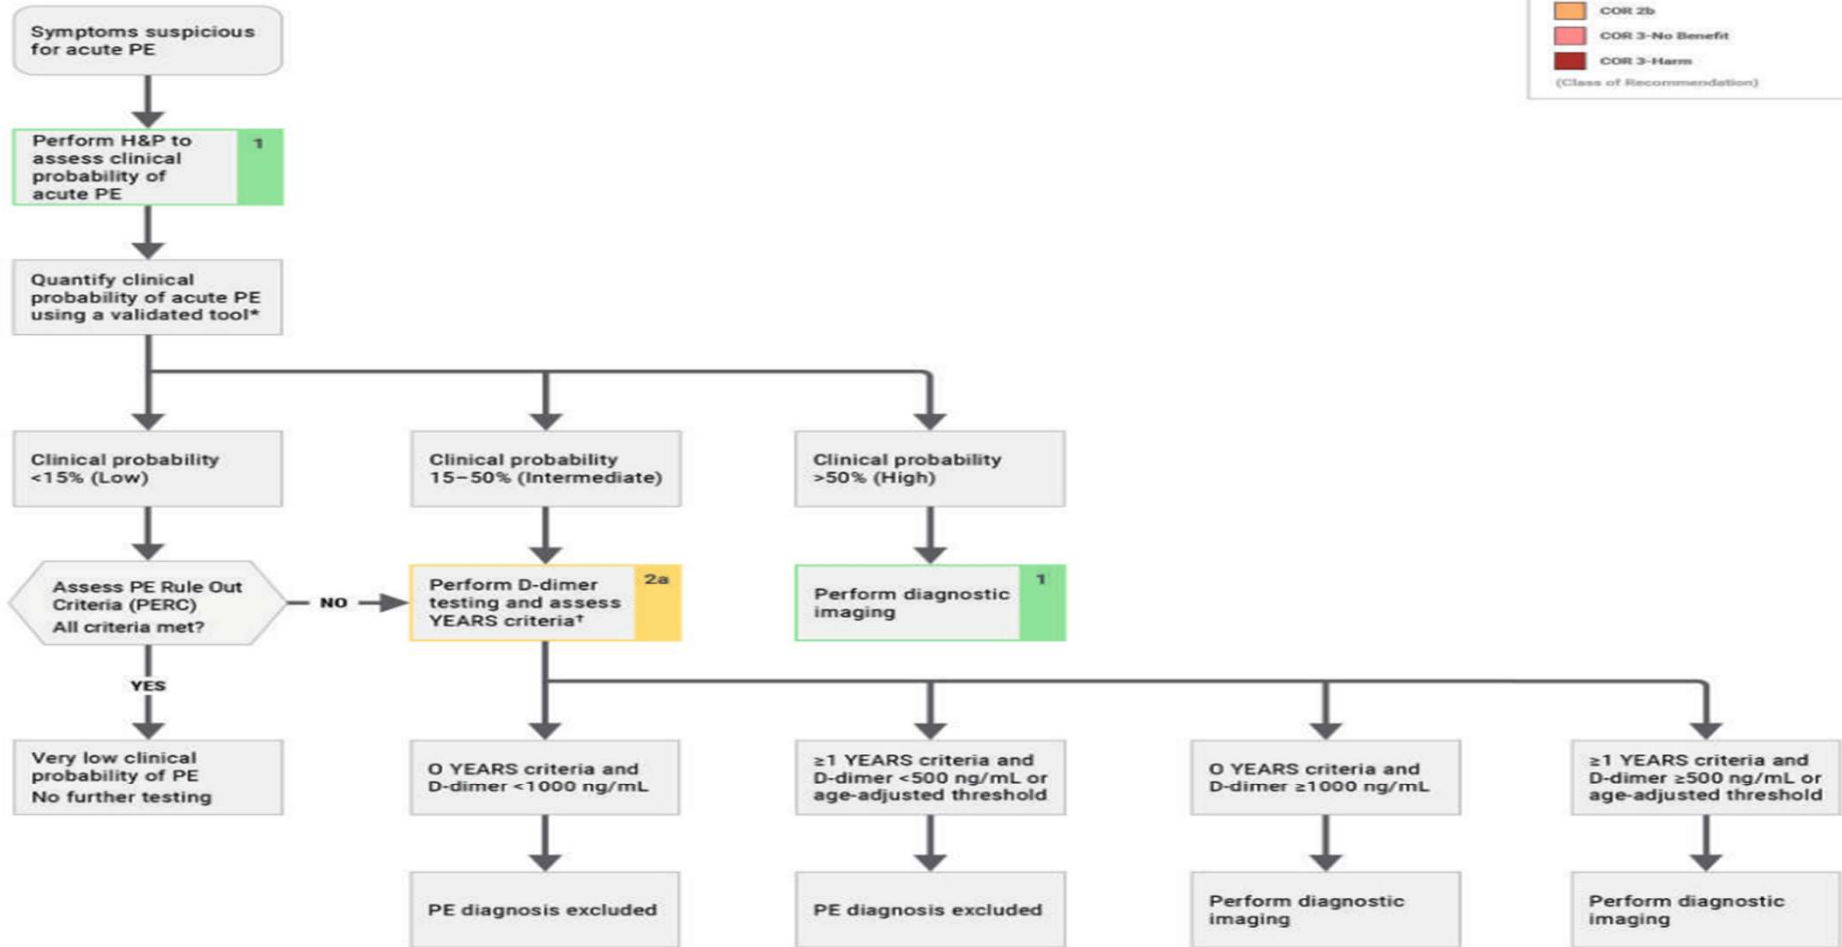 Symptoms suspicious
for acute PE
COR 2b
COR 3-No Benefit
COR 3-Harm
(Class of Recommendation)
Perform H&P to
assess clinical
probability of
acute PE
1
Quantify clinical
probability of acute PE
using a validated tool*
Clinical probability
<15% (Low)
Clinical probability
15–50% (Intermediate)
Clinical probability
>50% (High)
Assess PE Rule Out
Criteria (PERC)
All criteria met?
NO
Perform D-dimer
testing and assess
YEARS criteria†
2a
Perform diagnostic
imaging
1
YES
Very low clinical
probability of PE
No further testing
0 YEARS criteria and
D-dimer <1000 ng/mL
≥1 YEARS criteria and
D-dimer <500 ng/mL or
age-adjusted threshold
0 YEARS criteria and
D-dimer ≥1000 ng/mL
≥1 YEARS criteria and
D-dimer ≥500 ng/mL or
age-adjusted threshold
PE diagnosis excluded
PE diagnosis excluded
Perform diagnostic
imaging
Perform diagnostic
imaging